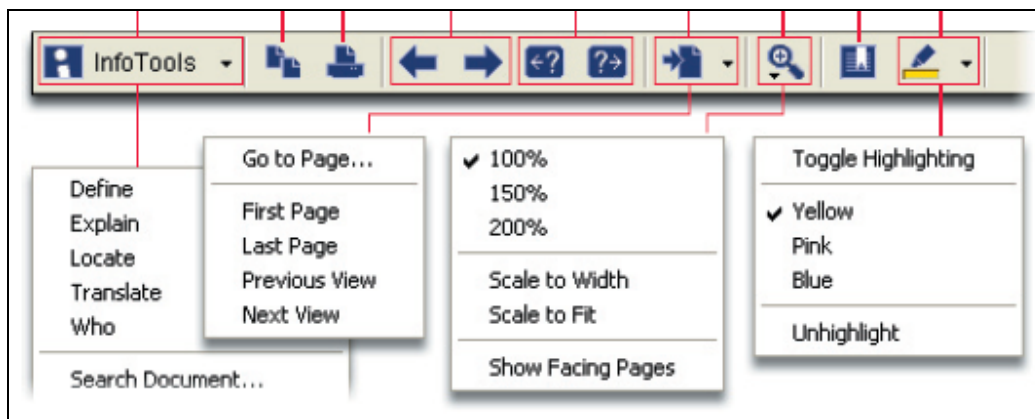 InfoTools
Define
Explain
Locate
Translate
Who
Search Document...
Go to Page...
First Page
Last Page
Previous View
Next View
100%
150%
200%
Scale to Width
Scale to Fit
Show Facing Pages
Toggle Highlighting
Yellow
Pink
Blue
Unhighlight